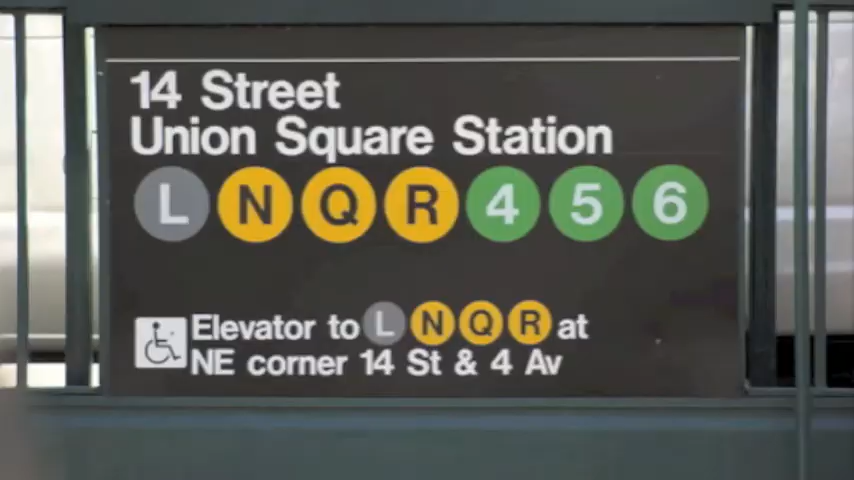 14 Street
Union Square Station
L N Q R 4 5 6
Elevator to L N Q R at
NE corner 14 St & 4 Av